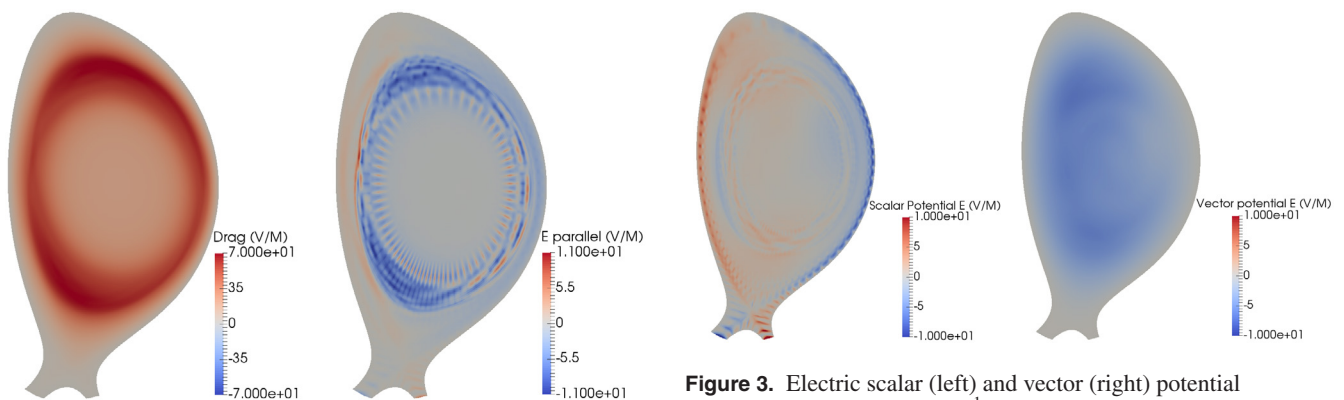 Drag (V/M)
7.000e+01
35
0
-35
-7.000e+01
E parallel (V/M)
1.100e+01
5.5
0
-5.5
-1.100e+01
Scalar Potential E (V/M)
1.000e+01
5
0
-5
-1.000e+01
Vector potential E (V/M)
1.000e+01
5
0
-5
-1.000e+01
Figure 3. Electric scalar (left) and vector (right) potential